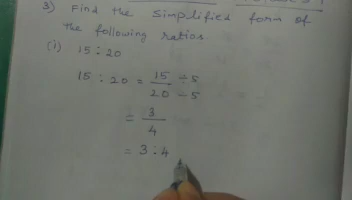 3) Find the simplified form of
the following ratios
(i) 15 : 20
15 : 20 = 15 ÷ 5
20 ÷ 5
= 3
4
= 3 : 4